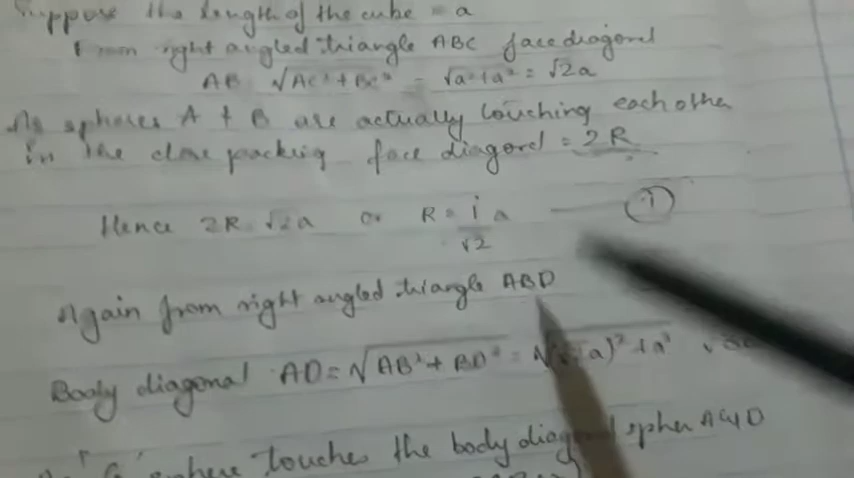 Suppose the length of the cube = a
From right angled triangle ABC face diagonal
AB √AC² + BC² = √a²+a² = √2a
As spheres A & B are actually touching each other
in the close packing face diagonal = 2R
Hence 2R = √2a or R = 1/√2 a — ①
Again from right angled triangle ABD
Body diagonal AD = √AB² + BD² = a)² + a²
sphere touches the body diagonal spher A & D